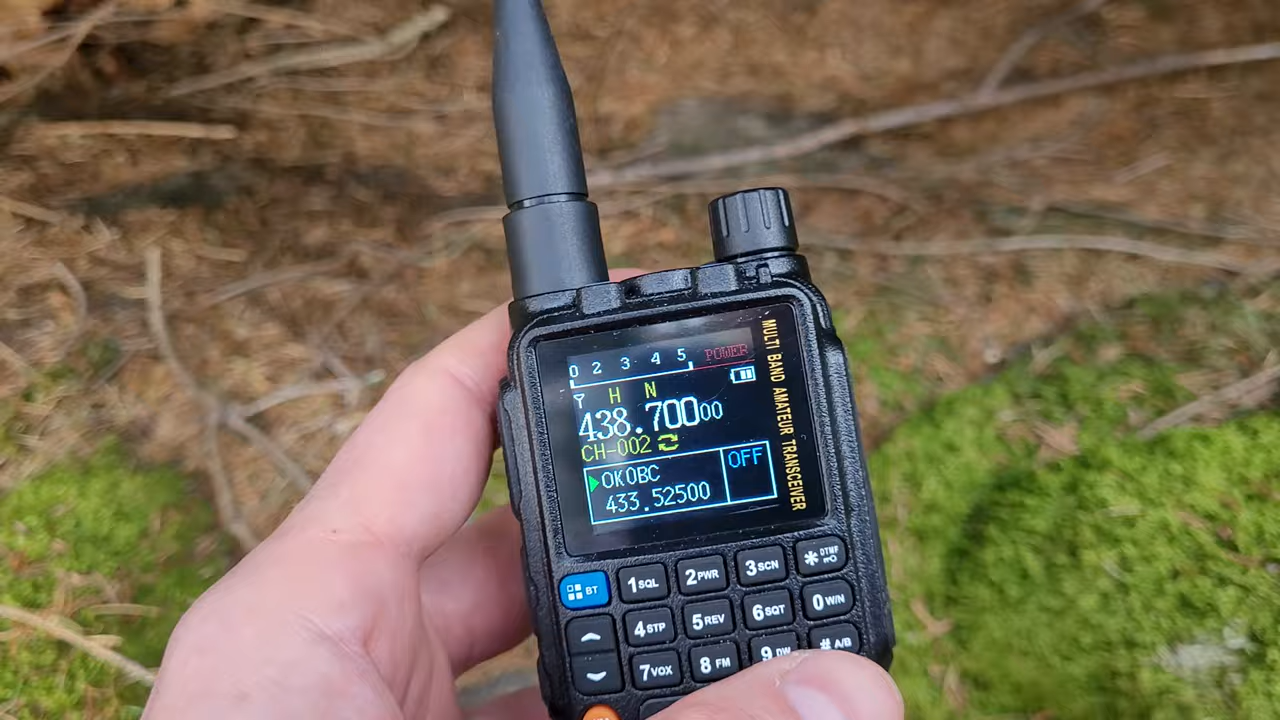 0 2 3 4 5 POWER
H N
438.70000
CH-002
OK0BC OFF
433.52500
MULTI BAND AMATEUR TRANSCEIVER
BT 1SQL 2PWR 3SCN *DTMF
4STP 5REV 6SQT 0W/N
7VOX 8FM 9DW #A/B